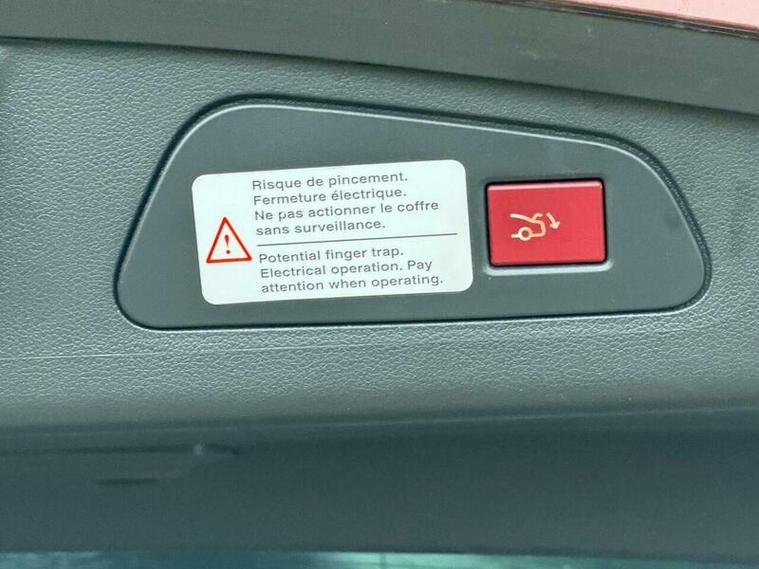 Risque de pincement.
Fermeture électrique.
Ne pas actionner le coffre
sans surveillance.
Potential finger trap.
Electrical operation. Pay
attention when operating.